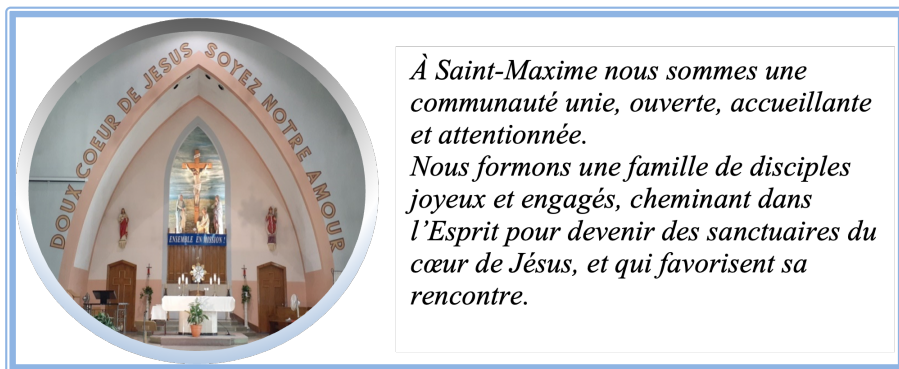 DOUX COEUR DE JESUS SOYEZ NOTRE AMOUR
ENSEMBLE EN MISSION !
À Saint-Maxime nous sommes une
communauté unie, ouverte, accueillante
et attentionnée.
Nous formons une famille de disciples
joyeux et engagés, cheminant dans
l’Esprit pour devenir des sanctuaires du
cœur de Jésus, et qui favorisent sa
rencontre.